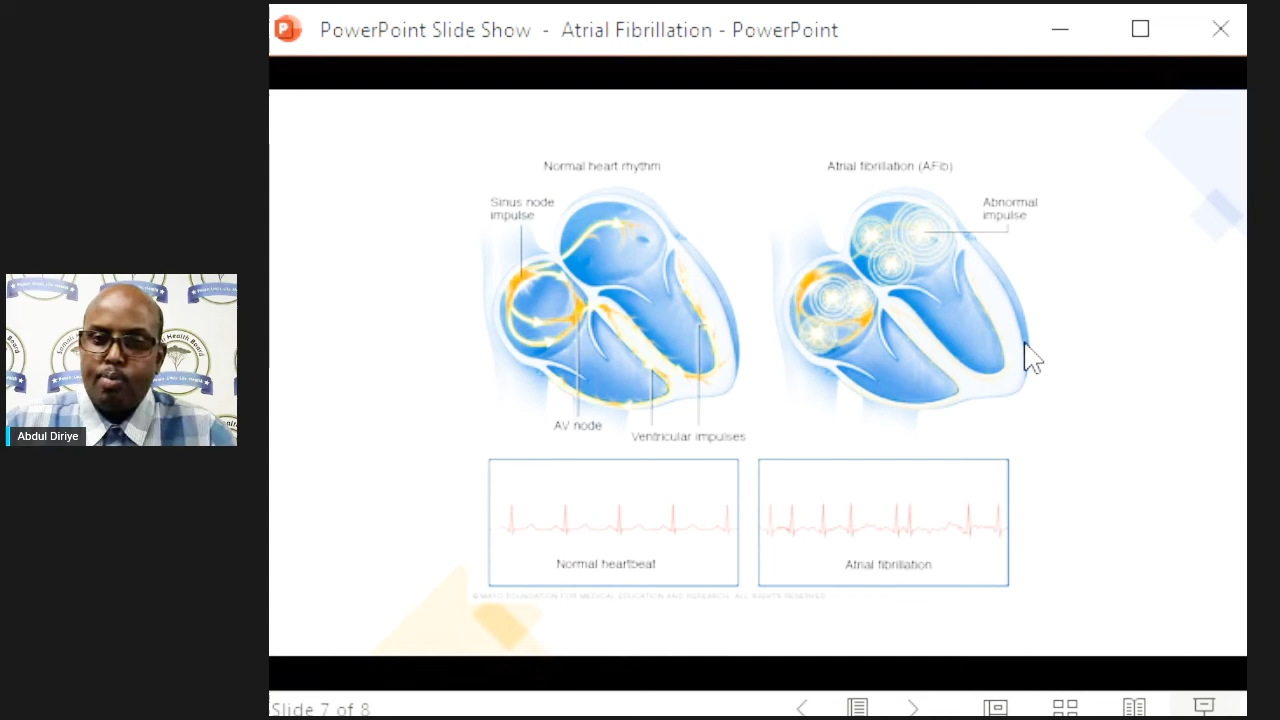 PowerPoint Slide Show - Atrial Fibrillation - PowerPoint
Normal heart rhythm
Atrial fibrillation (AFib)
Sinus node
impulse
Abnormal
impulse
AV node
Ventricular impulses
Normal heartbeat
Atrial fibrillation
© MAYO FOUNDATION FOR MEDICAL EDUCATION AND RESEARCH. ALL RIGHTS RESERVED.
Abdul Diriye
Slide 7 of 8